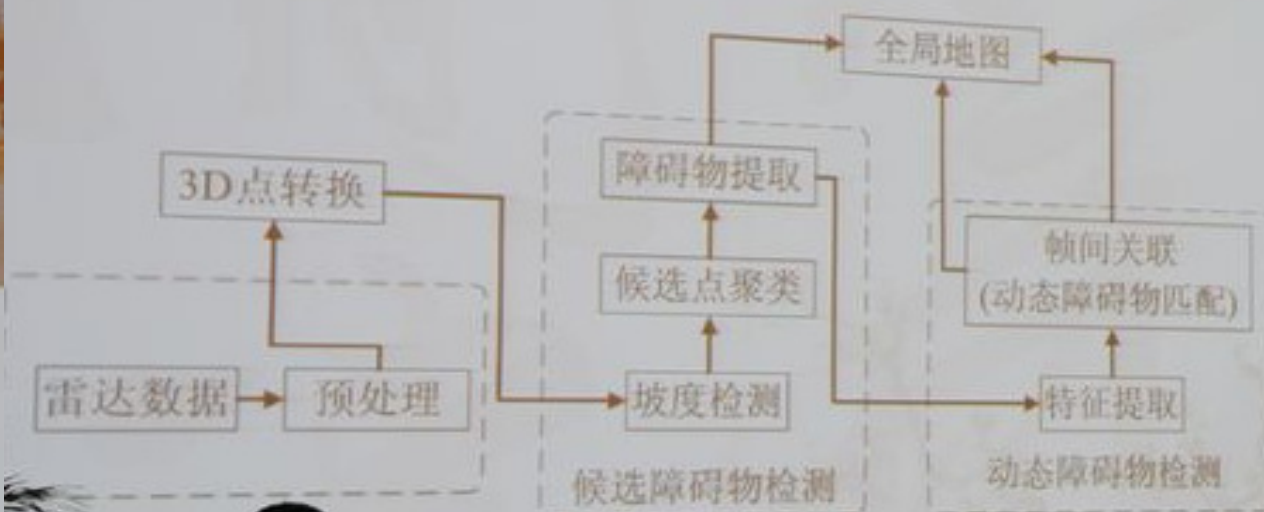 全局地图
障碍物提取
3D点转换
帧间关联
(动态障碍物匹配)
候选点聚类
雷达数据
预处理
坡度检测
特征提取
候选障碍物检测
动态障碍物检测